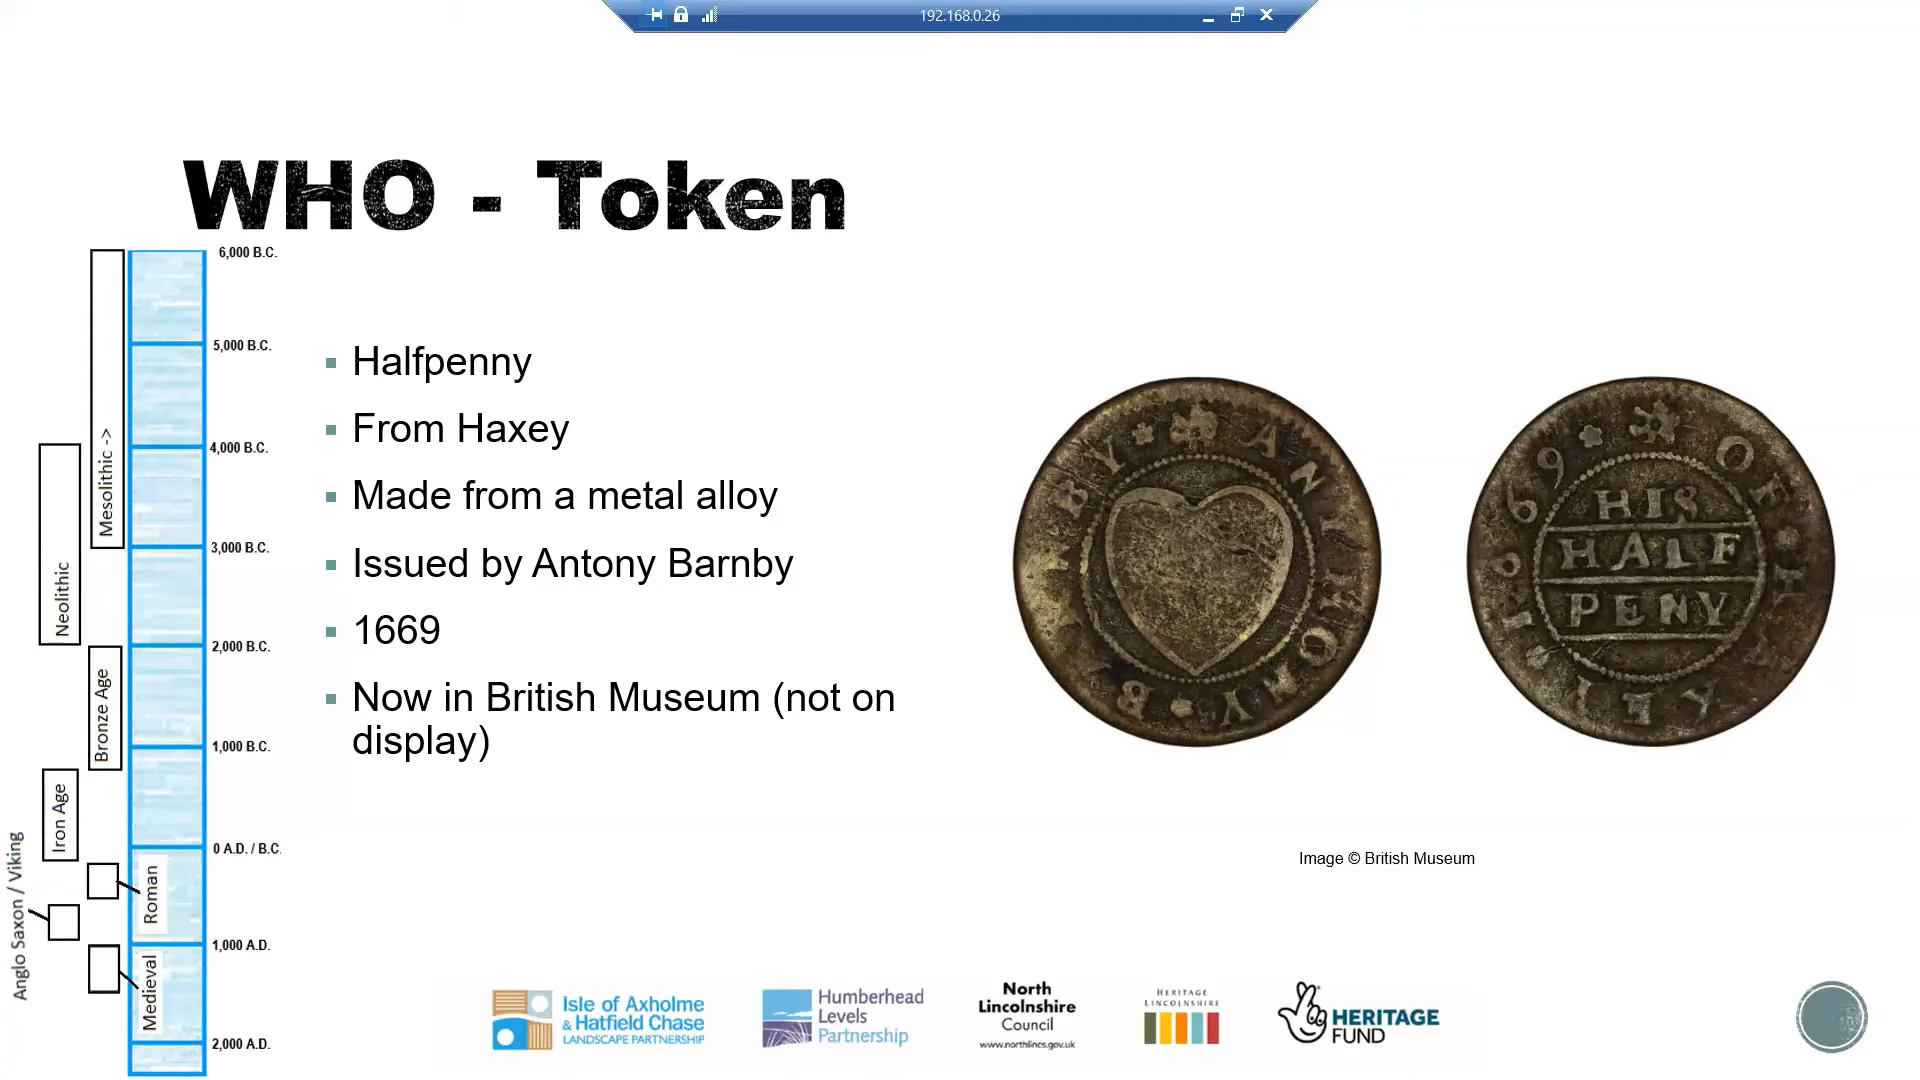 192.168.0.26
WHO - Token
6,000 B.C.
5,000 B.C.
4,000 B.C.
3,000 B.C.
2,000 B.C.
1,000 B.C.
0 A.D. / B.C.
1,000 A.D.
2,000 A.D.
Mesolithic ->
Neolithic
Bronze Age
Iron Age
Roman
Anglo Saxon / Viking
Medieval
Halfpenny
From Haxey
Made from a metal alloy
Issued by Antony Barnby
1669
Now in British Museum (not on
display)
ANTHONY B
BY
HIS
HALF
PENY
OF
1669
Image © British Museum
Isle of Axholme
& Hatfield Chase
LANDSCAPE PARTNERSHIP
Humberhead
Levels
Partnership
North
Lincolnshire
Council
www.northlincs.gov.uk
HERITAGE
LINCOLNSHIRE
HERITAGE
FUND